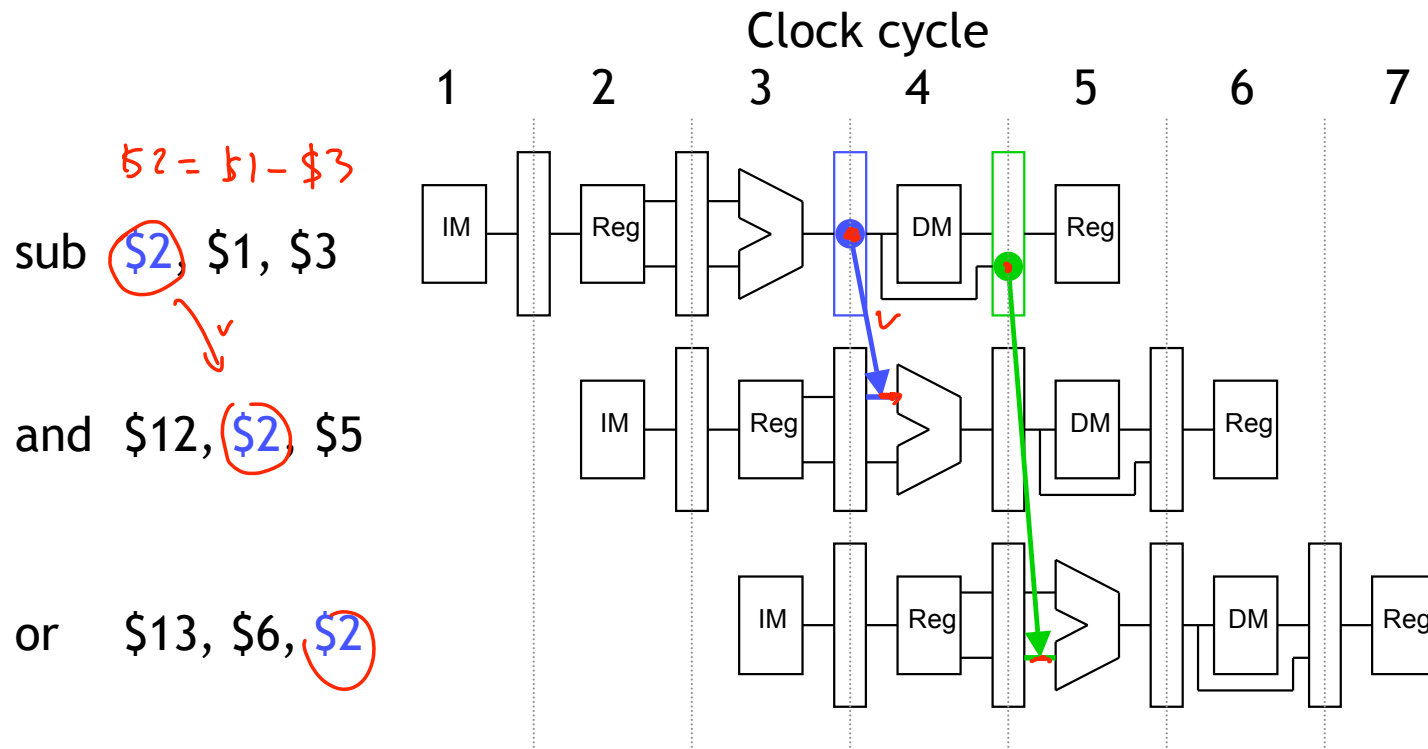 Clock cycle
1 2 3 4 5 6 7
$2 = $1 - $3
sub $2, $1, $3
IM Reg DM Reg
v
v
and $12, $2, $5
IM Reg DM Reg
or $13, $6, $2
IM Reg DM Reg